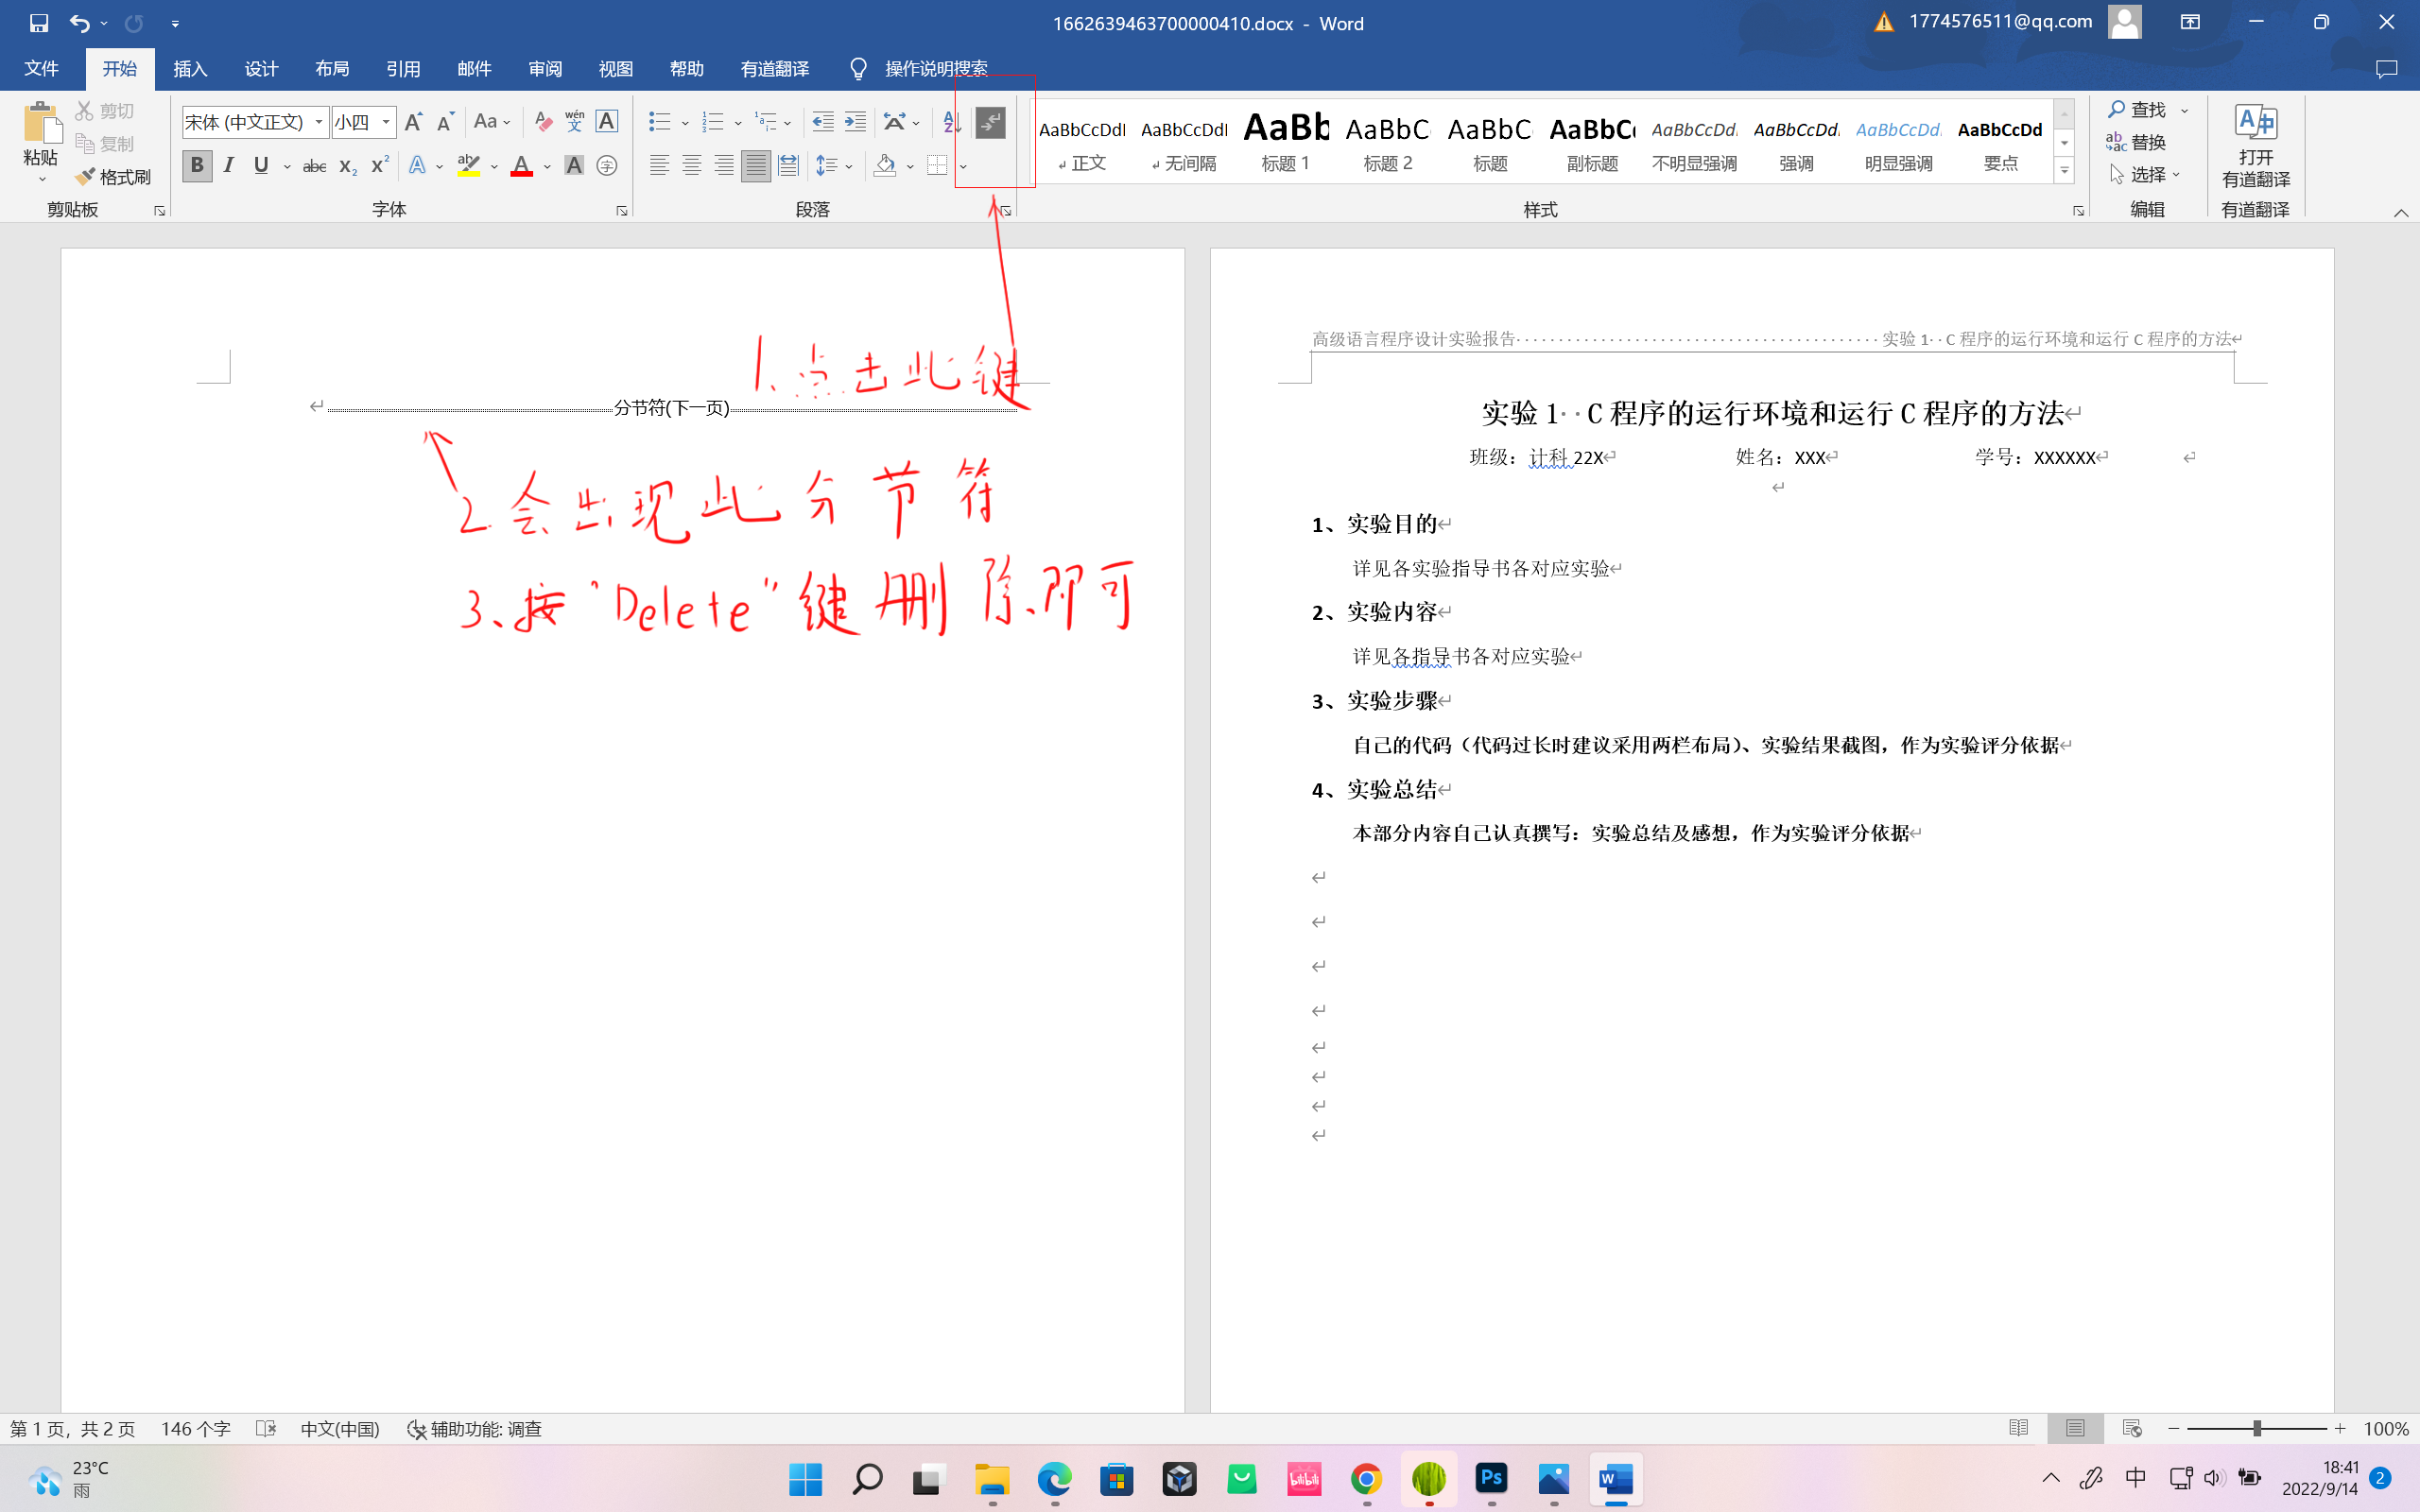 1662639463700000410.docx - Word
1774576511@qq.com
文件 开始 插入 设计 布局 引用 邮件 审阅 视图 帮助 有道翻译 操作说明搜索
粘贴
剪切
复制
格式刷
剪贴板
宋体 (中文正文) 小四
字体
段落
AaBbCcDdI 正文
AaBbCcDdI 无间隔
AaBb 标题 1
AaBbC 标题 2
AaBbC 标题
AaBbC 副标题
AaBbCcDd 不明显强调
AaBbCcDd 强调
AaBbCcDd 明显强调
AaBbCcDd 要点
样式
查找
替换
选择
编辑
打开
有道翻译
有道翻译
1、点击此键
分节符(下一页)
2.会出现此分节符
3、按“Delete”键删除即可
高级语言程序设计实验报告 实验 1 C 程序的运行环境和运行 C 程序的方法
实验 1 C 程序的运行环境和运行 C 程序的方法
班级：计科 22X 姓名：XXX 学号：XXXXXX
1、实验目的
详见各实验指导书各对应实验
2、实验内容
详见各指导书各对应实验
3、实验步骤
自己的代码（代码过长时建议采用两栏布局）、实验结果截图，作为实验评分依据
4、实验总结
本部分内容自己认真撰写：实验总结及感想，作为实验评分依据
第 1 页，共 2 页 146 个字 中文(中国) 辅助功能: 调查
100%
23°C
雨
中
18:41
2022/9/14
2